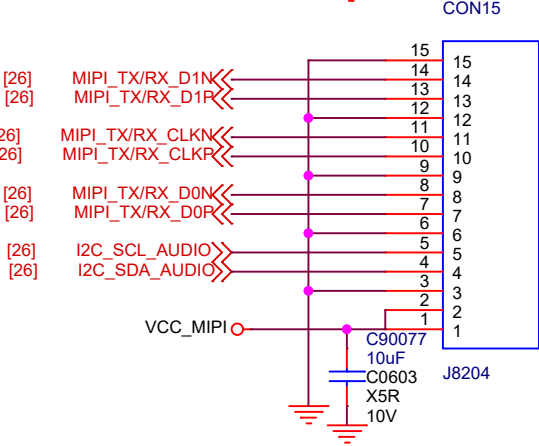 CON15
15 15
[26] MIPI_TX/RX_D1N 14 14
[26] MIPI_TX/RX_D1P 13 13
12 12
26] MIPI_TX/RX_CLKN 11 11
26] MIPI_TX/RX_CLKP 10 10
9 9
[26] MIPI_TX/RX_D0N 8 8
[26] MIPI_TX/RX_D0P 7 7
6 6
[26] I2C_SCL_AUDIO 5 5
[26] I2C_SDA_AUDIO 4 4
3 3
2 2
VCC_MIPI 1 1
C90077
10uF
C0603
X5R
10V
J8204